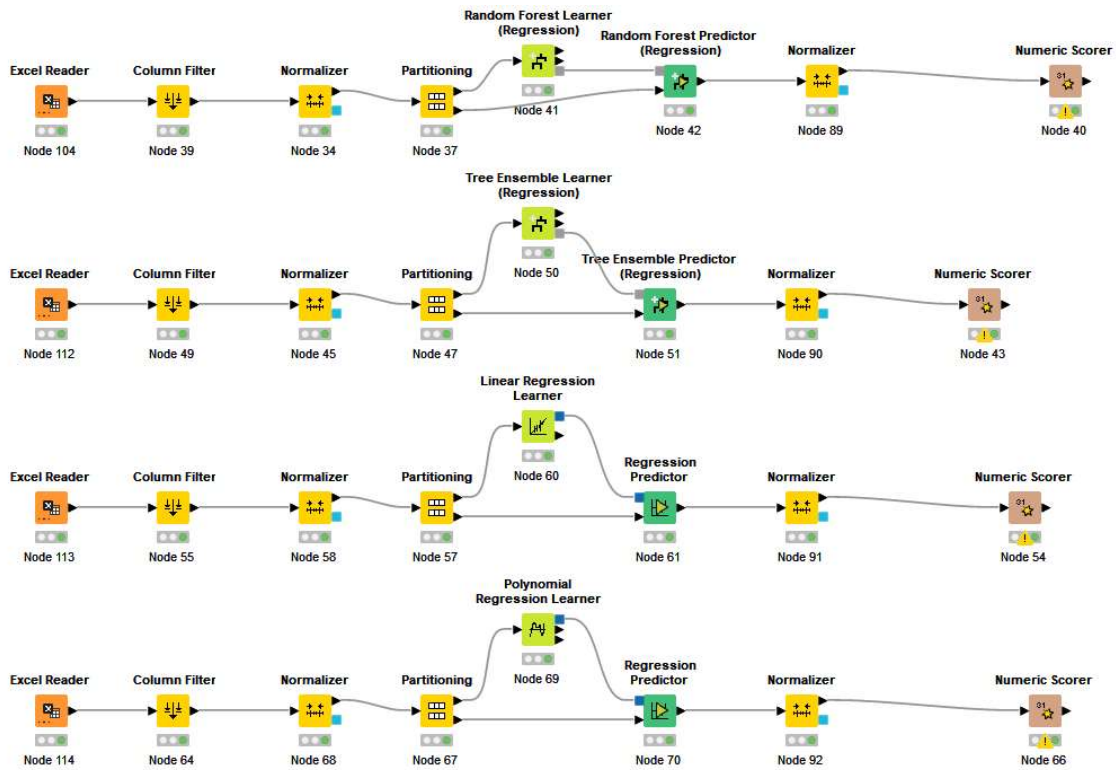 Random Forest Learner
(Regression)
Random Forest Predictor
(Regression)
Excel Reader
Column Filter
Normalizer
Partitioning
Normalizer
Numeric Scorer
Node 41
Node 104
Node 39
Node 34
Node 37
Node 42
Node 89
Node 40
Tree Ensemble Learner
(Regression)
Tree Ensemble Predictor
(Regression)
Excel Reader
Column Filter
Normalizer
Partitioning
Normalizer
Numeric Scorer
Node 50
Node 112
Node 49
Node 45
Node 47
Node 51
Node 90
Node 43
Linear Regression
Learner
Regression
Predictor
Excel Reader
Column Filter
Normalizer
Partitioning
Normalizer
Numeric Scorer
Node 60
Node 113
Node 55
Node 58
Node 57
Node 61
Node 91
Node 54
Polynomial
Regression Learner
Regression
Predictor
Excel Reader
Column Filter
Normalizer
Partitioning
Normalizer
Numeric Scorer
Node 69
Node 114
Node 64
Node 68
Node 67
Node 70
Node 92
Node 66